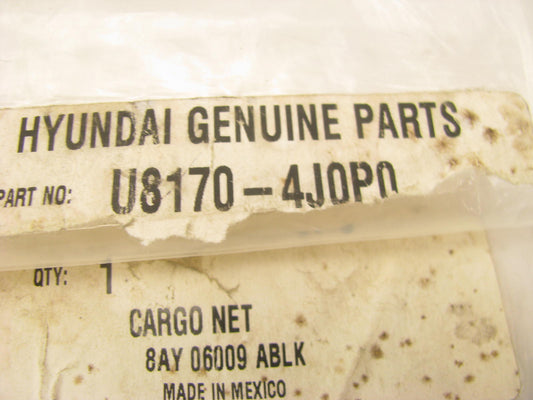 HYUNDAI GENUINE PARTS
PART NO: U8170-4J0P0
QTY: 1
CARGO NET
8AY 06009 ABLK
MADE IN MEXICO